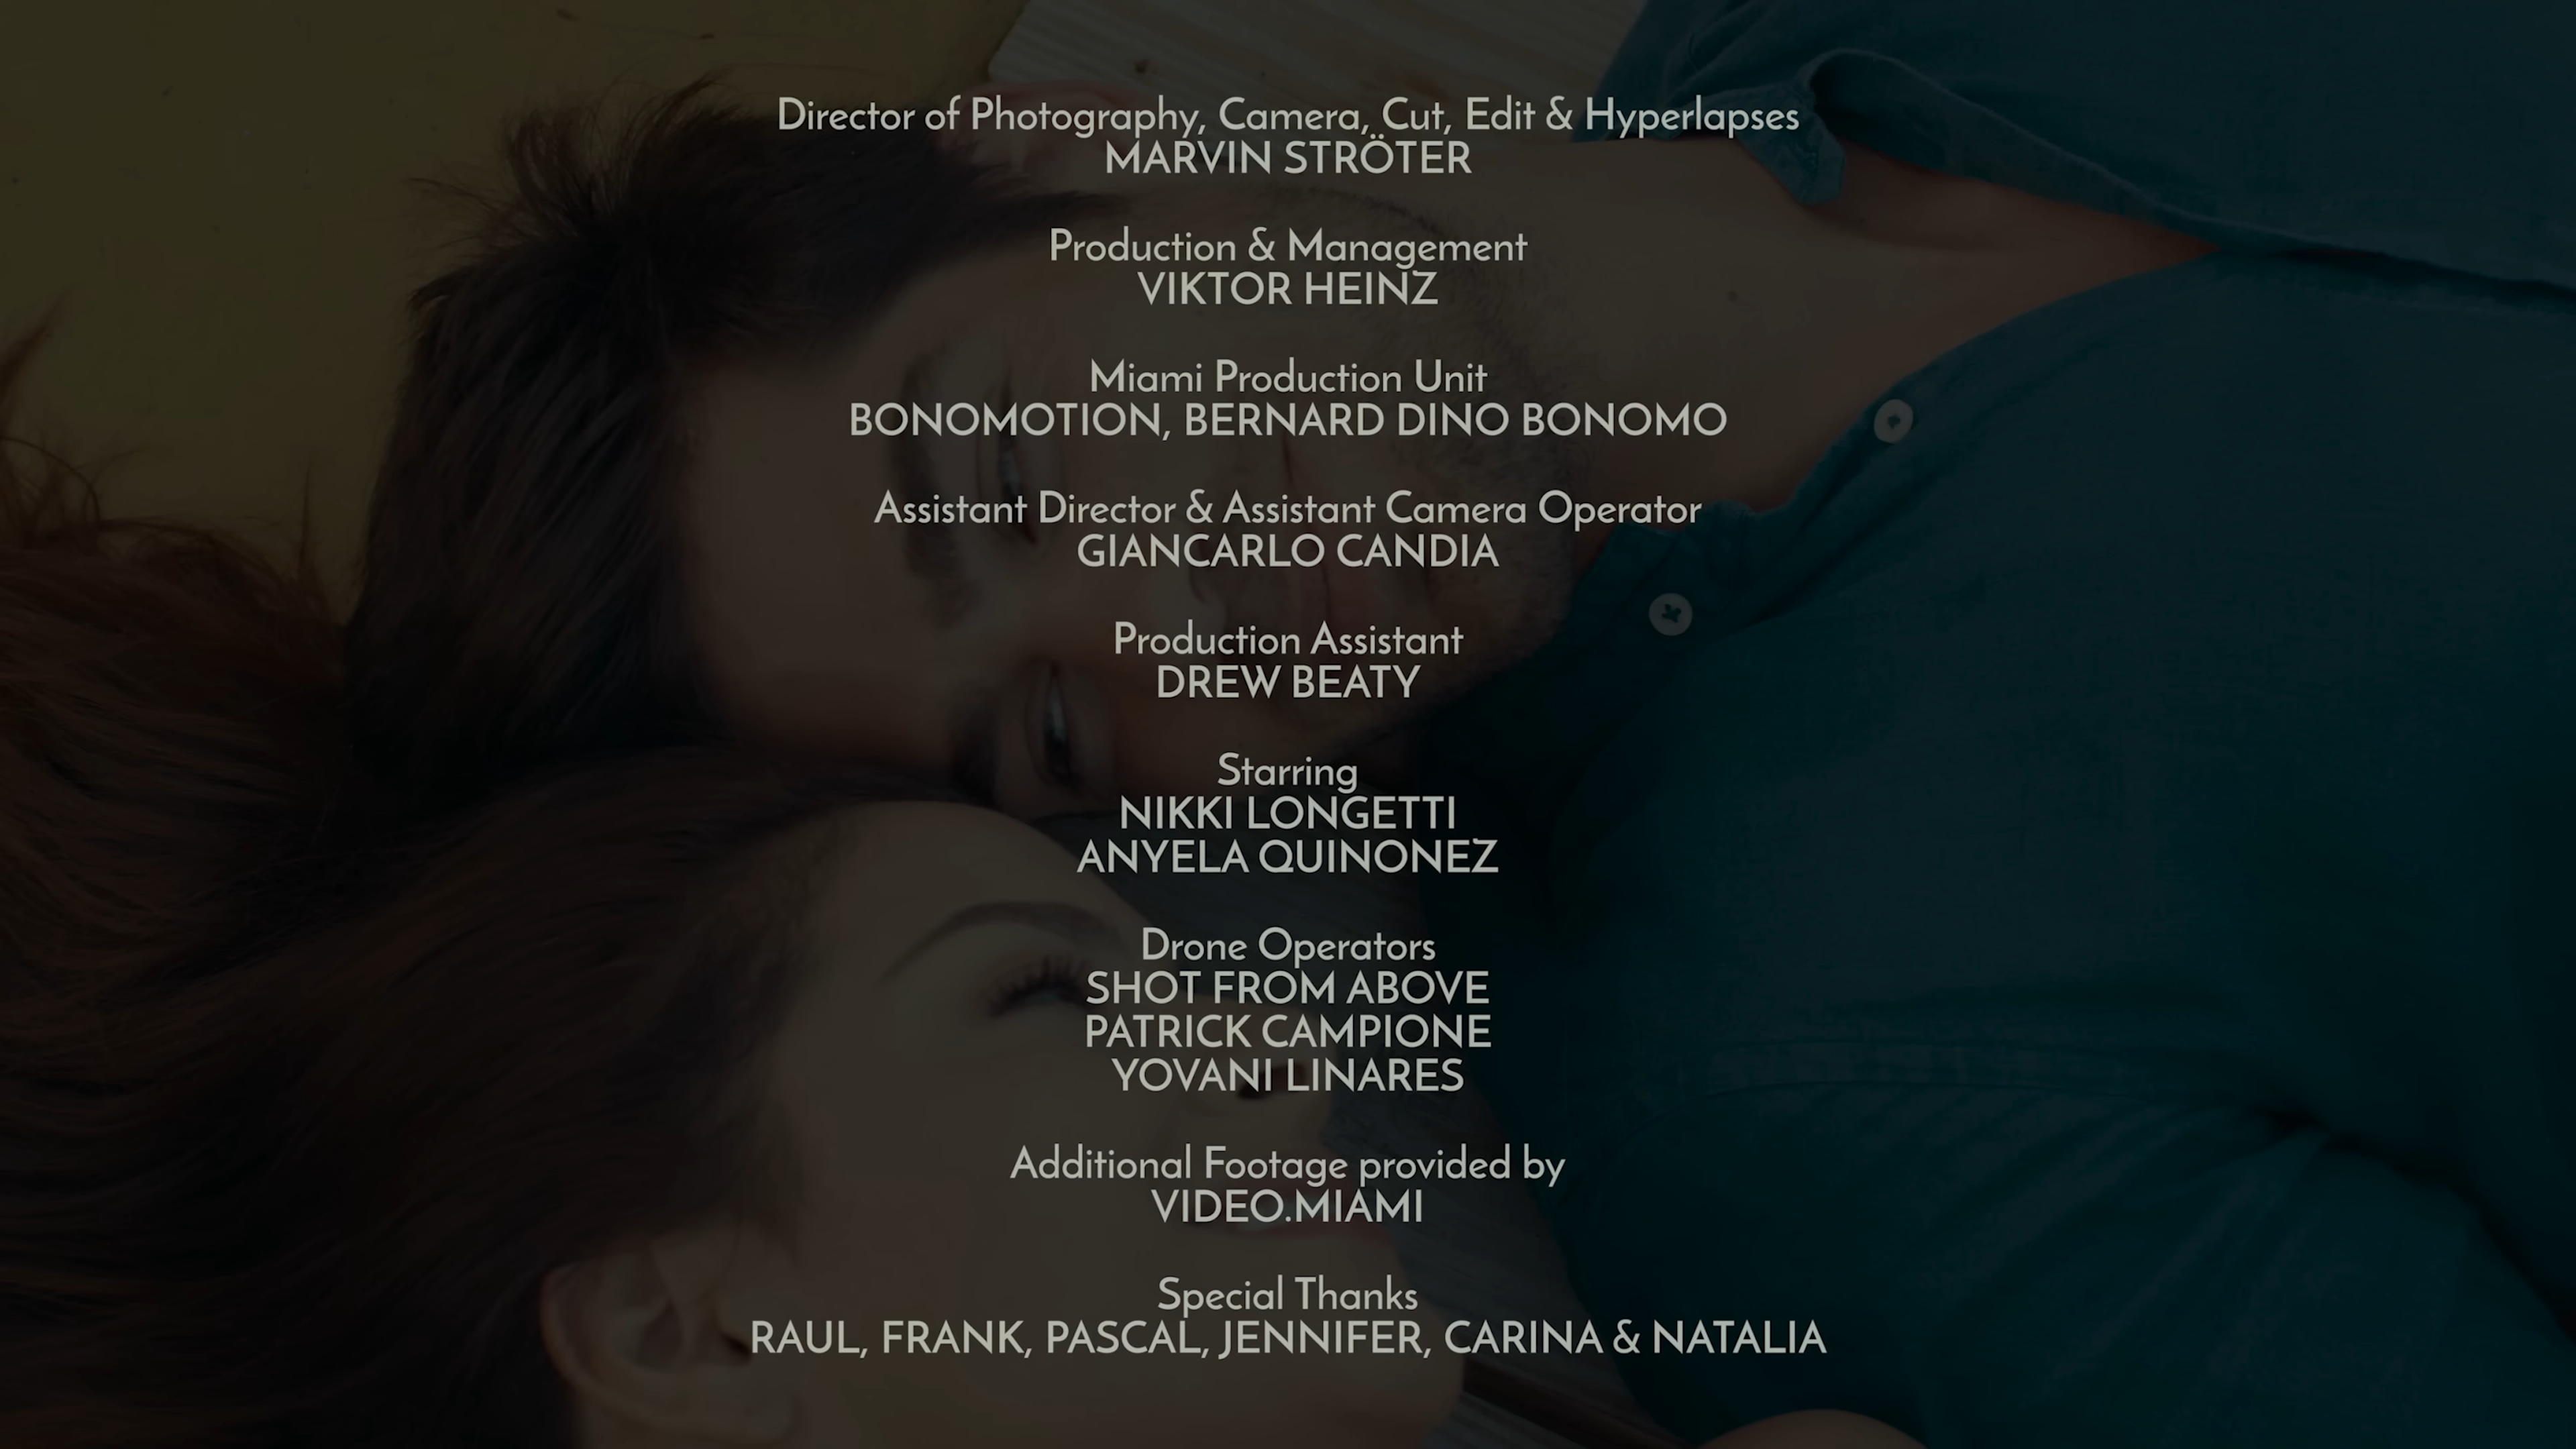 Director of Photography, Camera, Cut, Edit & Hyperlapses
MARVIN STRÖTER
Production & Management
VIKTOR HEINZ
Miami Production Unit
BONOMOTION, BERNARD DINO BONOMO
Assistant Director & Assistant Camera Operator
GIANCARLO CANDIA
Production Assistant
DREW BEATY
Starring
NIKKI LONGETTI
ANYELA QUINONEZ
Drone Operators
SHOT FROM ABOVE
PATRICK CAMPIONE
YOVANI LINARES
Additional Footage provided by
VIDEO.MIAMI
Special Thanks
RAUL, FRANK, PASCAL, JENNIFER, CARINA & NATALIA